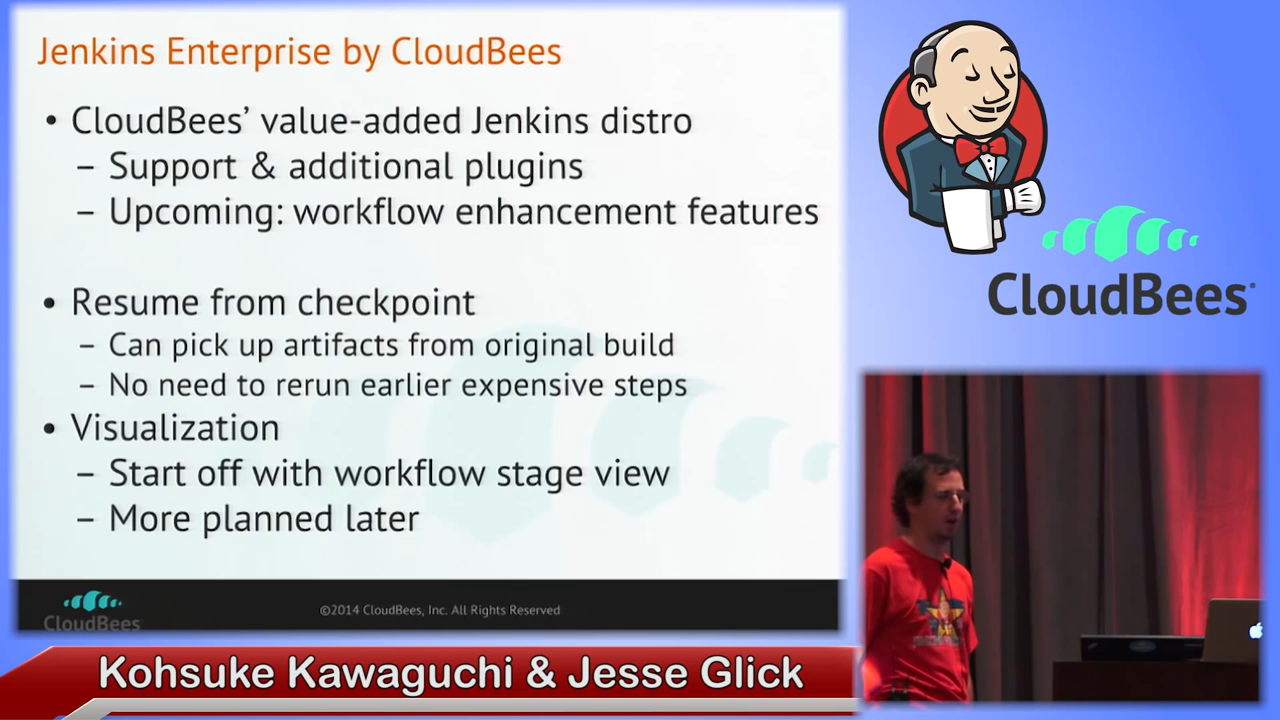 Jenkins Enterprise by CloudBees
• CloudBees’ value-added Jenkins distro
– Support & additional plugins
– Upcoming: workflow enhancement features
• Resume from checkpoint
– Can pick up artifacts from original build
– No need to rerun earlier expensive steps
• Visualization
– Start off with workflow stage view
– More planned later
CloudBees
©2014 CloudBees, Inc. All Rights Reserved
CloudBees
Kohsuke Kawaguchi & Jesse Glick